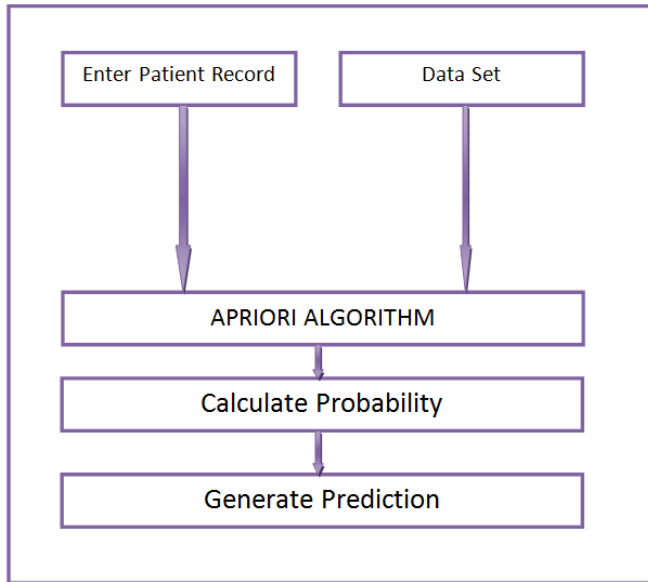 Enter Patient Record
Data Set
APRIORI ALGORITHM
Calculate Probability
Generate Prediction